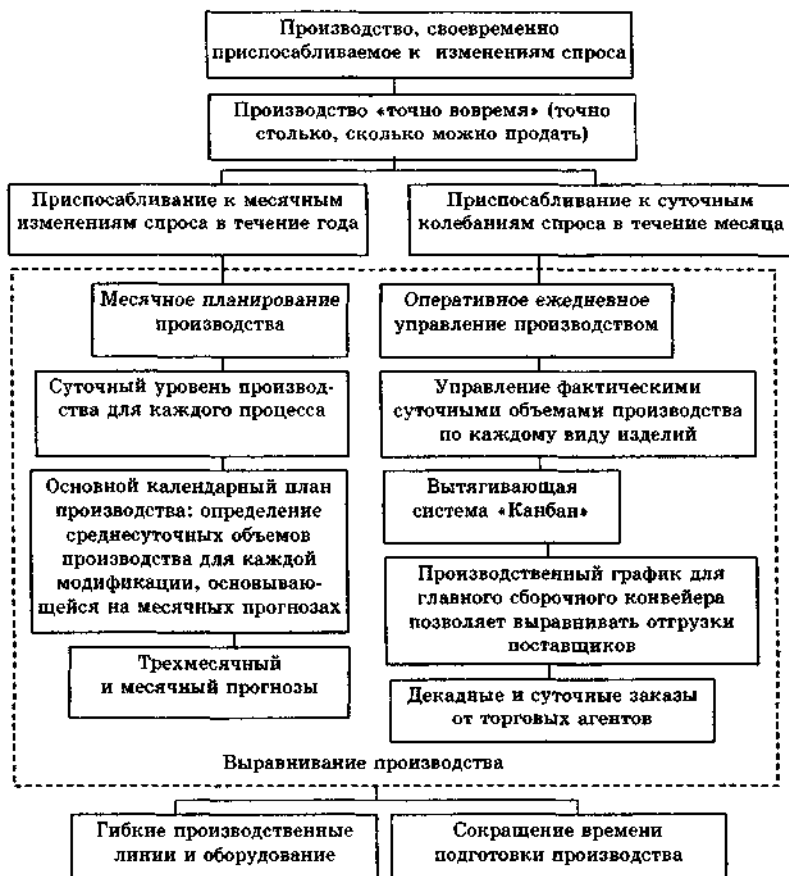 Производство, своевременно
приспосабливаемое к изменениям спроса
Производство «точно вовремя» (точно
столько, сколько можно продать)
Приспосабливание к месячным
изменениям спроса в течение года
Приспосабливание к суточным
колебаниям спроса в течение месяца
Месячное планирование
производства
Суточный уровень производ-
ства для каждого процесса
Основной календарный план
производства: определение
среднесуточных объемов
производства для каждой
модификации, основываю-
щейся на месячных прогнозах
Трехмесячный
и месячный прогнозы
Оперативное ежедневное
управление производством
Управление фактическими
суточными объемами производства
по каждому виду изделий
Вытягивающая
система «Канбан»
Производственный график для
главного сборочного конвейера
позволяет выравнивать отгрузки
поставщиков
Декадные и суточные заказы
от торговых агентов
Выравнивание производства
Гибкие производственные
линии и оборудование
Сокращение времени
подготовки производства